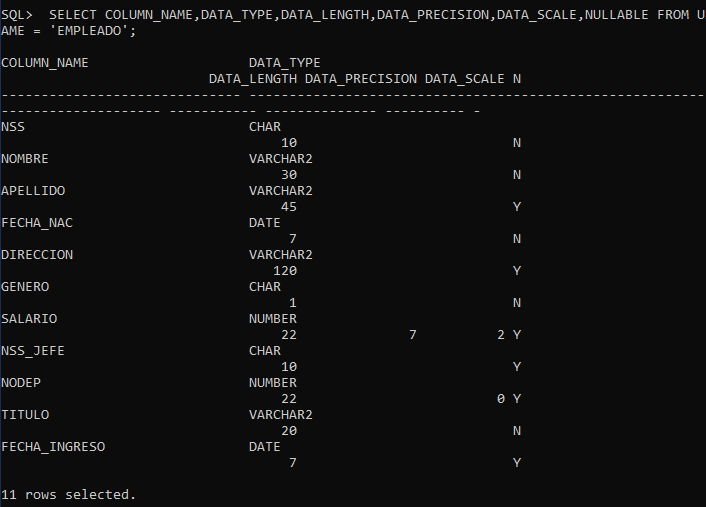 SQL>  SELECT COLUMN_NAME,DATA_TYPE,DATA_LENGTH,DATA_PRECISION,DATA_SCALE,NULLABLE FROM U
AME = 'EMPLEADO';
COLUMN_NAME                    DATA_TYPE
                          DATA_LENGTH DATA_PRECISION DATA_SCALE N
------------------------------ ---------------------------------------------------------
-------------------- ----------- -------------- ---------- -
NSS                            CHAR
                                   10                           N
NOMBRE                         VARCHAR2
                                   30                           N
APELLIDO                       VARCHAR2
                                   45                           Y
FECHA_NAC                      DATE
                                    7                           N
DIRECCION                      VARCHAR2
                                  120                           Y
GENERO                         CHAR
                                    1                           N
SALARIO                        NUMBER
                                   22              7          2 Y
NSS_JEFE                       CHAR
                                   10                           Y
NODEP                          NUMBER
                                   22                         0 Y
TITULO                         VARCHAR2
                                   20                           N
FECHA_INGRESO                  DATE
                                    7                           Y
11 rows selected.